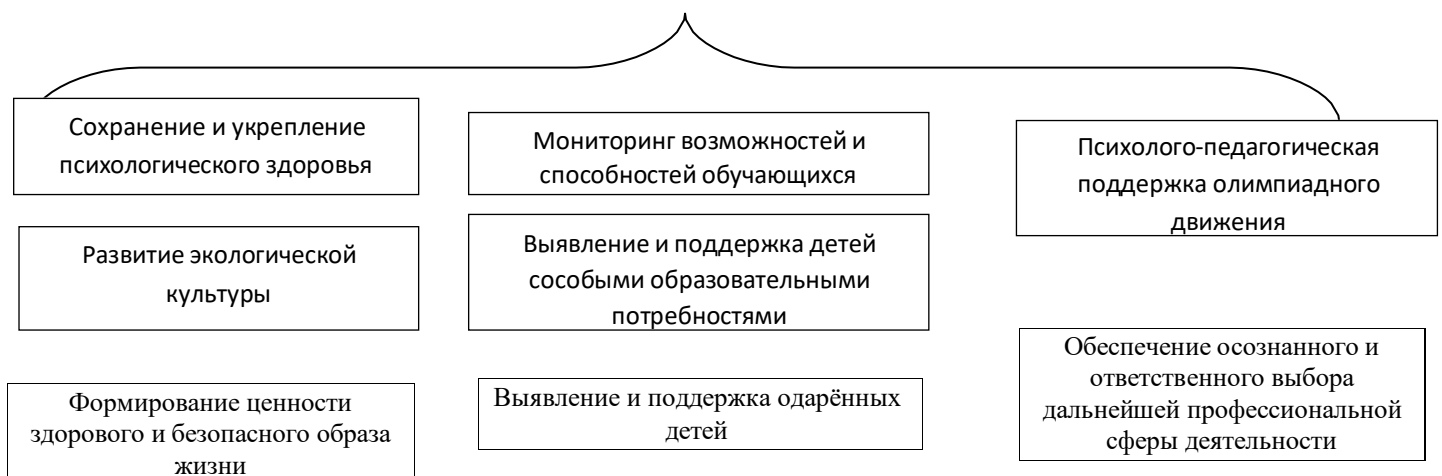 Сохранение и укрепление
психологического здоровья
Мониторинг возможностей и
способностей обучающихся
Психолого-педагогическая
поддержка олимпиадного
движения
Развитие экологической
культуры
Выявление и поддержка детей
сособыми образовательными
потребностями
Формирование ценности
здорового и безопасного образа
жизни
Выявление и поддержка одарённых
детей
Обеспечение осознанного и
ответственного выбора
дальнейшей профессиональной
сферы деятельности